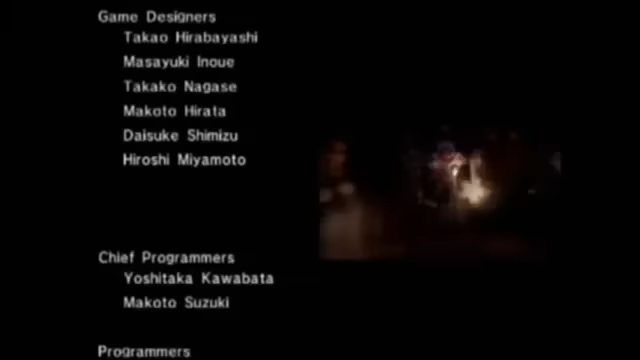 Game Designers
Takao Hirabayashi
Masayuki Inoue
Takako Nagase
Makoto Hirata
Daisuke Shimizu
Hiroshi Miyamoto
Chief Programmers
Yoshitaka Kawabata
Makoto Suzuki
Programmers